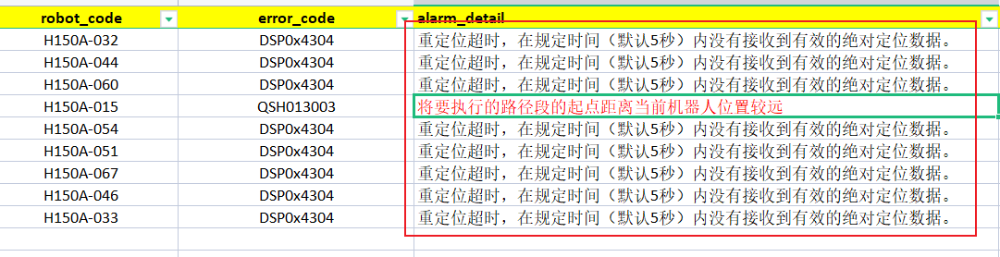 robot_code error_code alarm_detail
H150A-032 DSP0x4304 重定位超时，在规定时间（默认5秒）内没有接收到有效的绝对定位数据。
H150A-044 DSP0x4304 重定位超时，在规定时间（默认5秒）内没有接收到有效的绝对定位数据。
H150A-060 DSP0x4304 重定位超时，在规定时间（默认5秒）内没有接收到有效的绝对定位数据。
H150A-015 QSH013003 将要执行的路径段的起点距离当前机器人位置较远
H150A-054 DSP0x4304 重定位超时，在规定时间（默认5秒）内没有接收到有效的绝对定位数据。
H150A-051 DSP0x4304 重定位超时，在规定时间（默认5秒）内没有接收到有效的绝对定位数据。
H150A-067 DSP0x4304 重定位超时，在规定时间（默认5秒）内没有接收到有效的绝对定位数据。
H150A-046 DSP0x4304 重定位超时，在规定时间（默认5秒）内没有接收到有效的绝对定位数据。
H150A-033 DSP0x4304 重定位超时，在规定时间（默认5秒）内没有接收到有效的绝对定位数据。